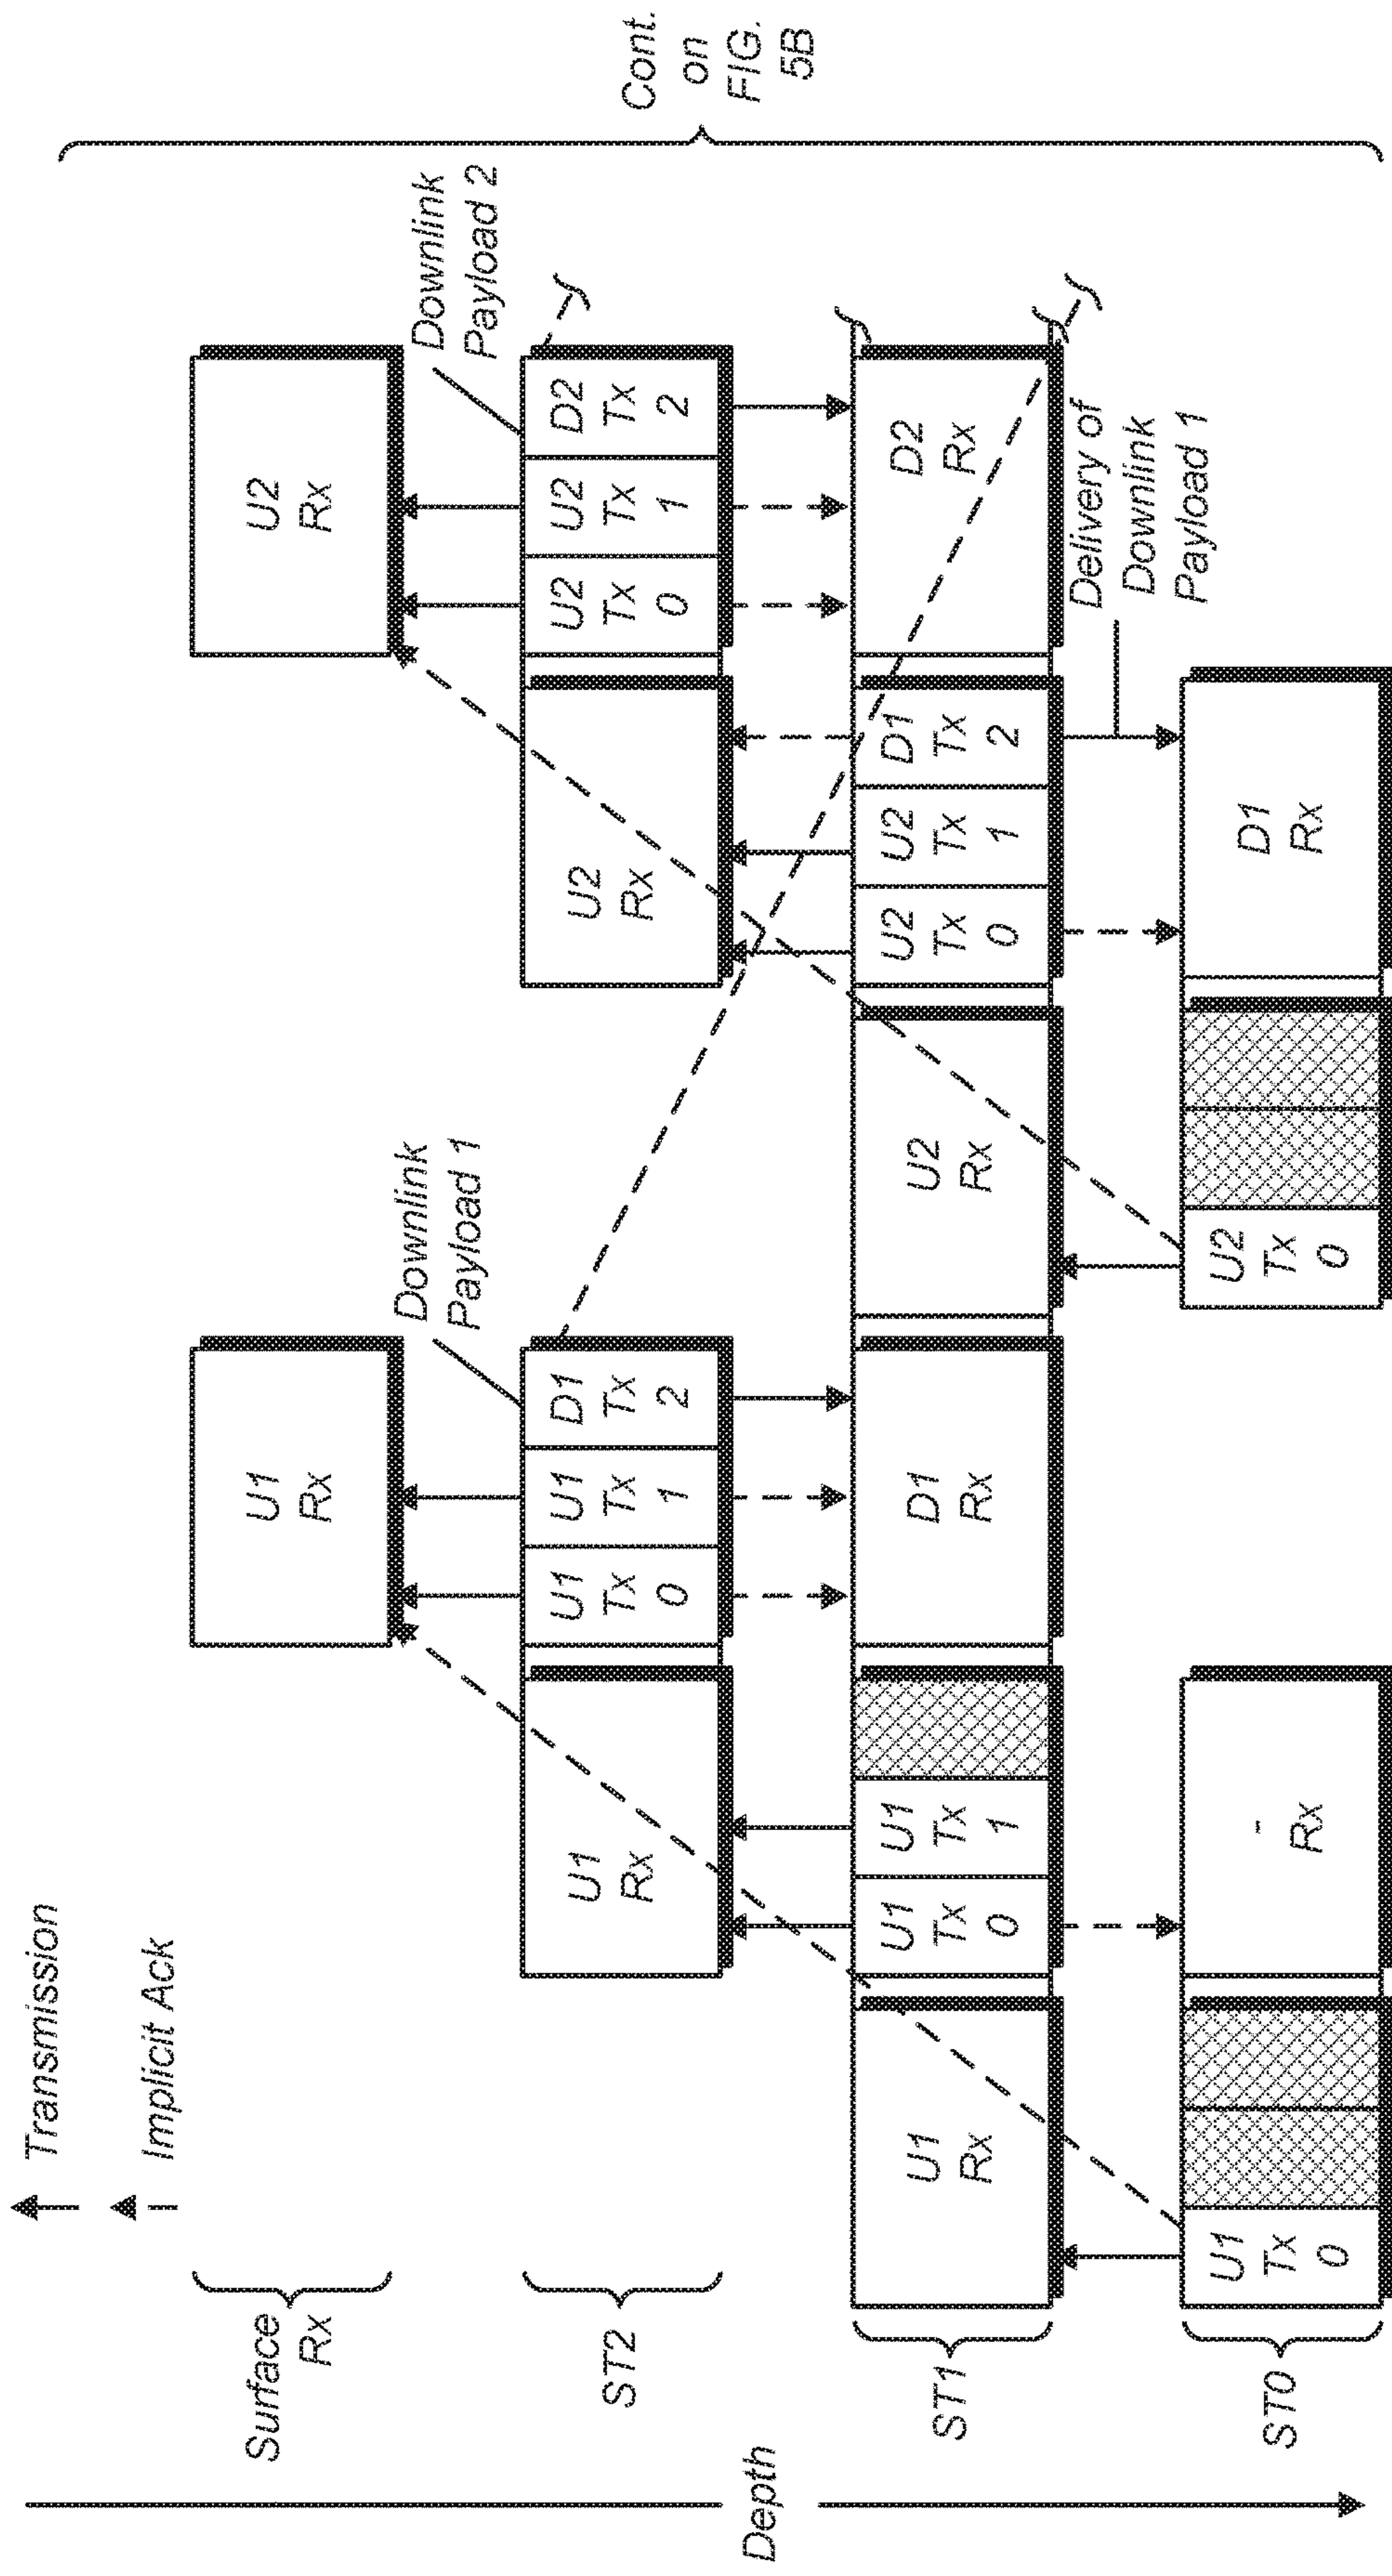 Transmission
Implicit Ack
Depth
Surface
Rx
U1
Rx
U2
Rx
Downlink
Payload 1
Downlink
Payload 2
ST2
U1
Rx
U1
Tx
0
U1
Tx
1
D1
Tx
2
U2
Rx
U2
Tx
0
U2
Tx
1
D2
Tx
2
ST1
U1
Rx
U1
Tx
0
U1
Tx
1
D1
Rx
U2
Rx
U2
Tx
0
U2
Tx
1
D1
Tx
2
D2
Rx
Delivery of
Downlink
Payload 1
ST0
U1
Tx
0
-
Rx
U2
Tx
0
D1
Rx
Cont.
on
FIG.
5B